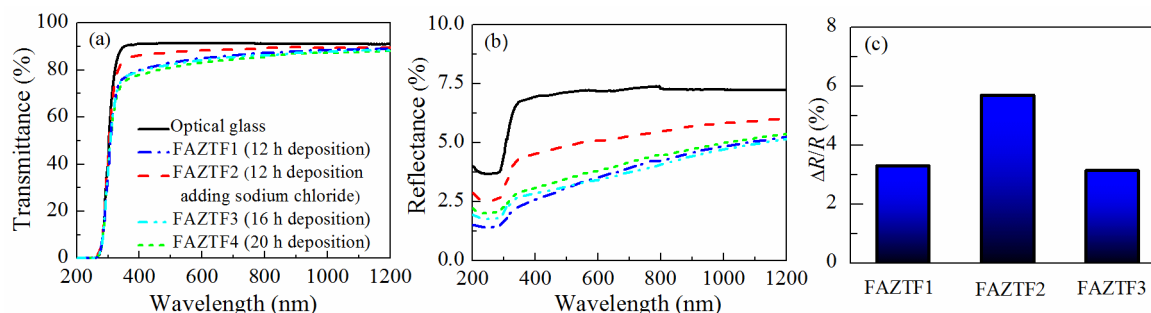 100
80
60
40
20
0
Transmittance (%)
(a)
Optical glass
FAZTF1 (12 h deposition)
FAZTF2 (12 h deposition
adding sodium chloride)
FAZTF3 (16 h deposition)
FAZTF4 (20 h deposition)
200 400 600 800 1000 1200
Wavelength (nm)
10.0
7.5
5.0
2.5
0.0
Reflectance (%)
(b)
200 400 600 800 1000 1200
Wavelength (nm)
8
6
4
2
0
ΔR/R (%)
(c)
FAZTF1 FAZTF2 FAZTF3